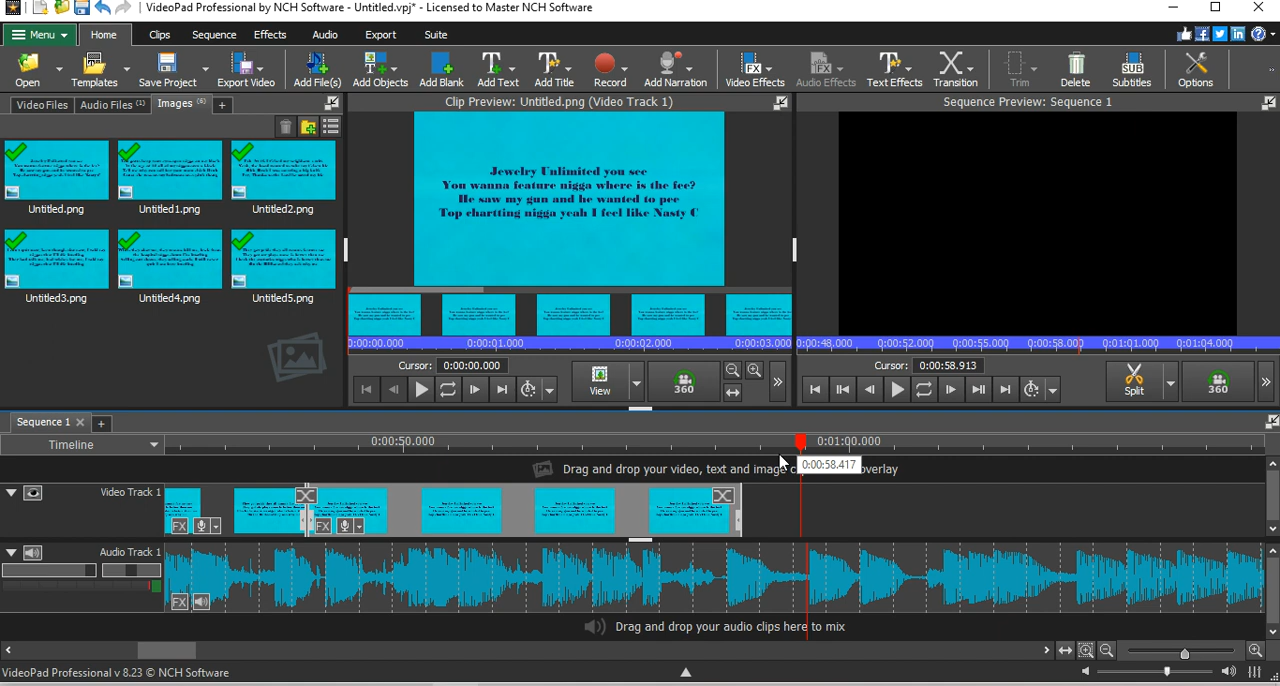 VideoPad Professional by NCH Software - Untitled.vpj* - Licensed to Master NCH Software
Menu Home Clips Sequence Effects Audio Export Suite
Open Templates Save Project Export Video Add File(s) Add Objects Add Blank Add Text Add Title Record Add Narration Video Effects Audio Effects Text Effects Transition Trim Delete Subtitles Options
Video Files Audio Files (1) Images (6) +
Clip Preview: Untitled.png (Video Track 1)
Sequence Preview: Sequence 1
Untitled.png Untitled1.png Untitled2.png
Untitled3.png Untitled4.png Untitled5.png
Jewelry Unlimited you see
You wanna feature nigga where is the fee?
He saw my gun and he wanted to pee
Top chartting nigga yeah I feel like Nasty C
0:00:00.000 0:00:01.000 0:00:02.000 0:00:03.000
0:00:48.000 0:00:52.000 0:00:55.000 0:00:58.000 0:01:01.000 0:01:04.000
Cursor: 0:00:00.000
Cursor: 0:00:58.913
View 360
Split 360
Sequence 1 +
Timeline 0:00:50.000 0:01:00.000
0:00:58.417
Drag and drop your video, text and image c overlay
Video Track 1
FX FX
Audio Track 1
FX
Drag and drop your audio clips here to mix
VideoPad Professional v 8.23 © NCH Software